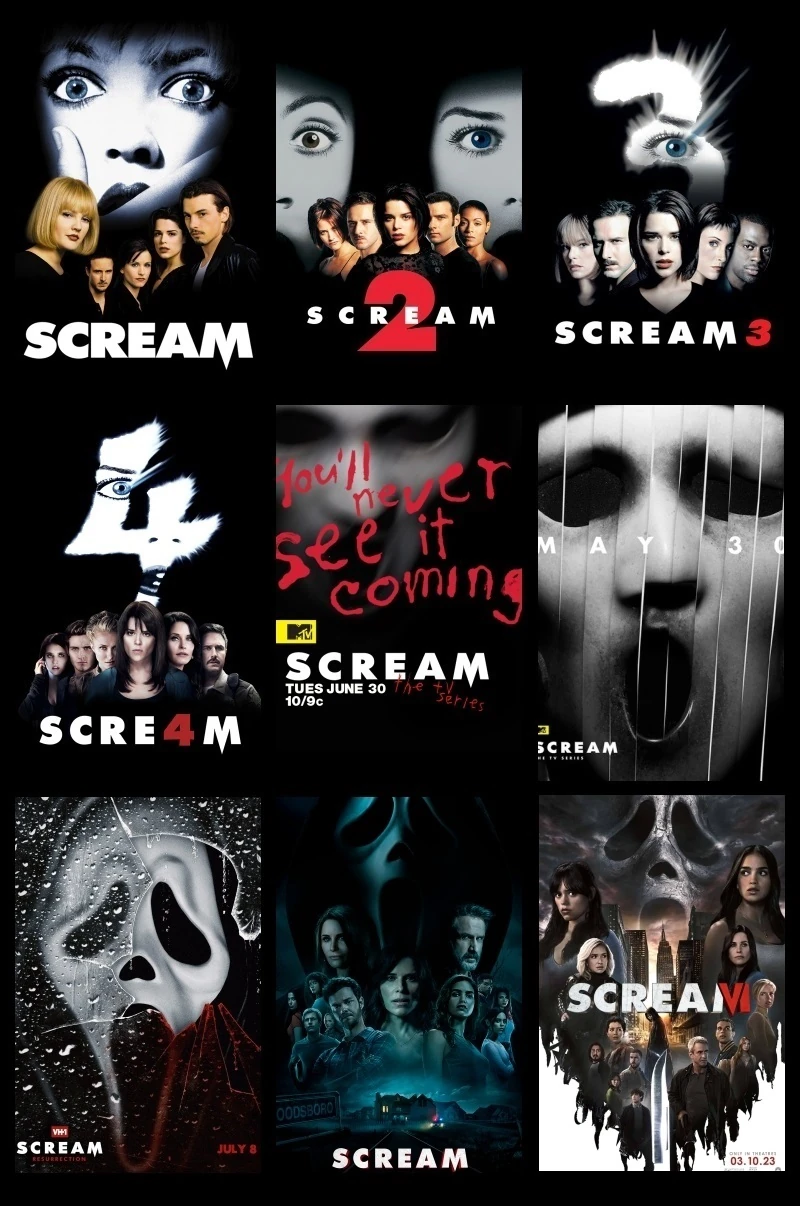 SCREAM
SCREAM
2
SCREAM 3
SCRE4M
You'll
never
see it
coming
MTV
SCREAM
TUES JUNE 30
the tv
series
10/9c
MAY 30
SCREAM
HE TV SERIES
VH1
SCREAM
RESURRECTION
JULY 8
OODSBORO
SCREAM
SCREAM VI
ONLY IN THEATRES
03.10.23